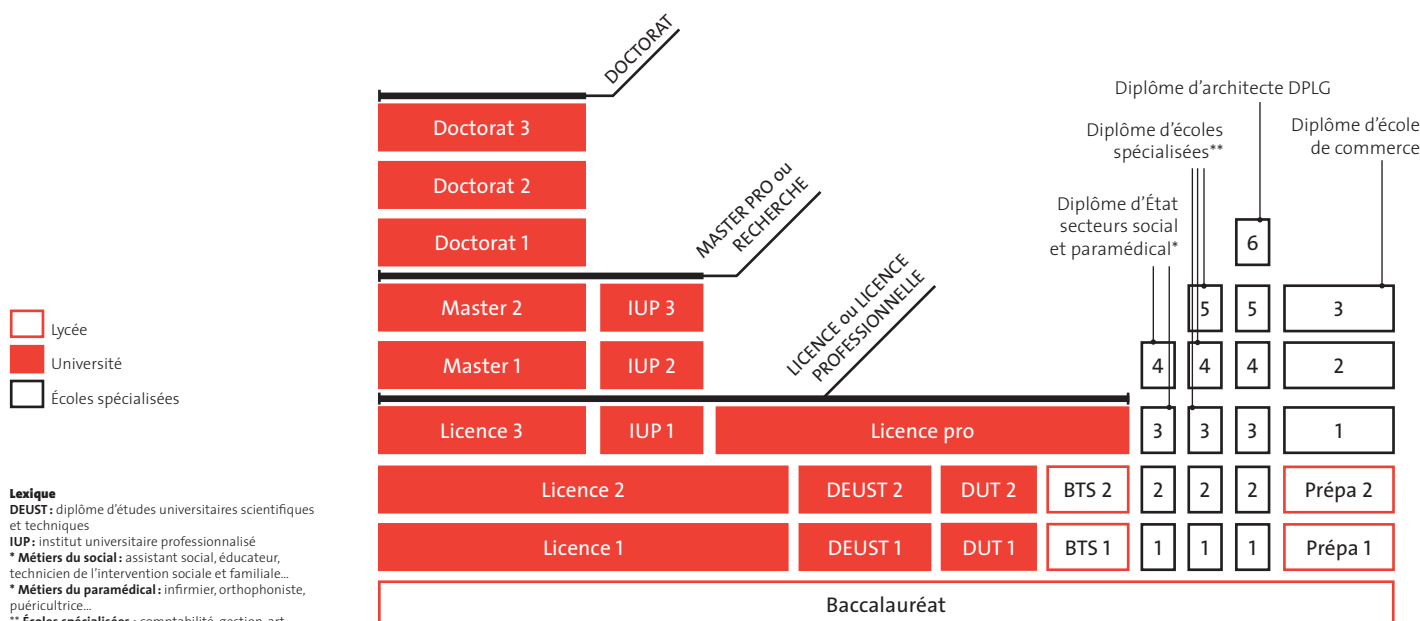 DOCTORAT
Diplôme d'architecte DPLG
Diplôme d'écoles
spécialisées**
Diplôme d'école
de commerce
Diplôme d'État
secteurs social
et paramédical*
MASTER PRO ou
RECHERCHE
LICENCE ou LICENCE
PROFESSIONNELLE
Doctorat 3
Doctorat 2
Doctorat 1
6
Master 2
IUP 3
5
5
3
Master 1
IUP 2
4
4
4
2
Licence 3
IUP 1
Licence pro
3
3
3
1
Licence 2
DEUST 2
DUT 2
BTS 2
2
2
2
Prépa 2
Licence 1
DEUST 1
DUT 1
BTS 1
1
1
1
Prépa 1
Baccalauréat
Lycée
Université
Écoles spécialisées
Lexique
DEUST : diplôme d'études universitaires scientifiques
et techniques
IUP : institut universitaire professionnalisé
* Métiers du social : assistant social, éducateur,
technicien de l'intervention sociale et familiale…
* Métiers du paramédical : infirmier, orthophoniste,
puéricultrice…
** Écoles spécialisées : comptabilité, gestion, art